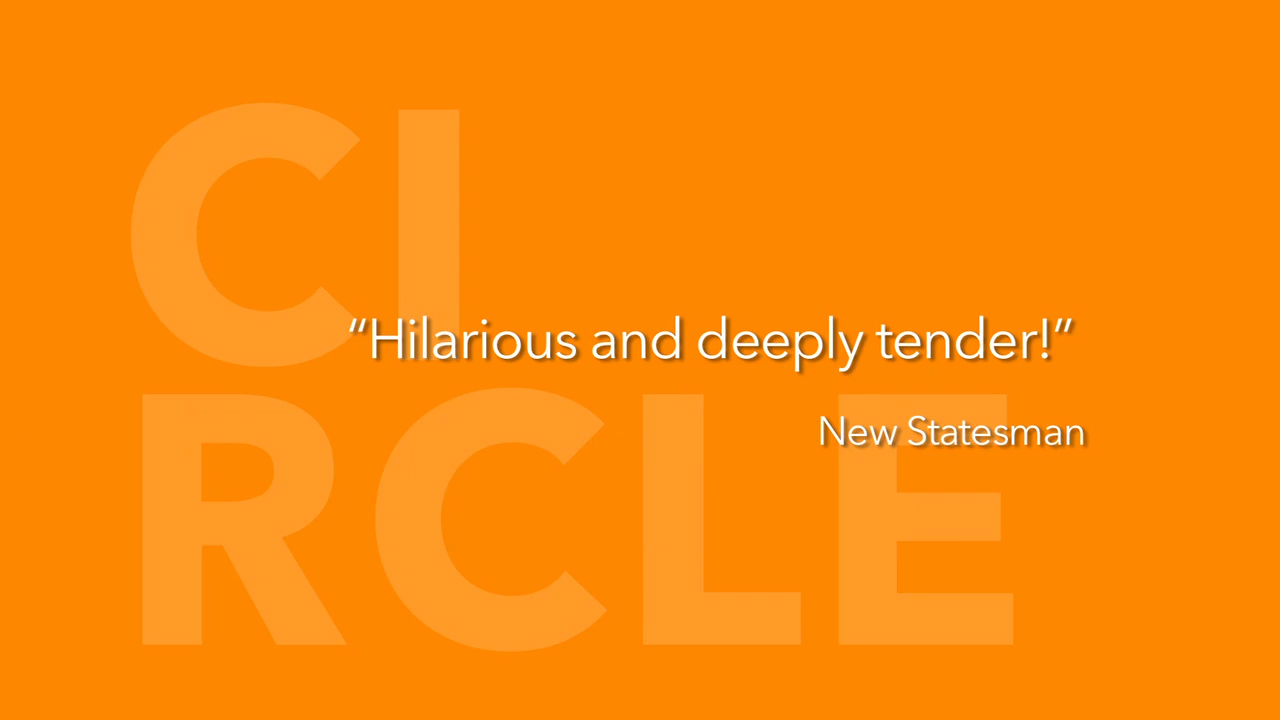 CI
“Hilarious and deeply tender!”
RCLE
New Statesman